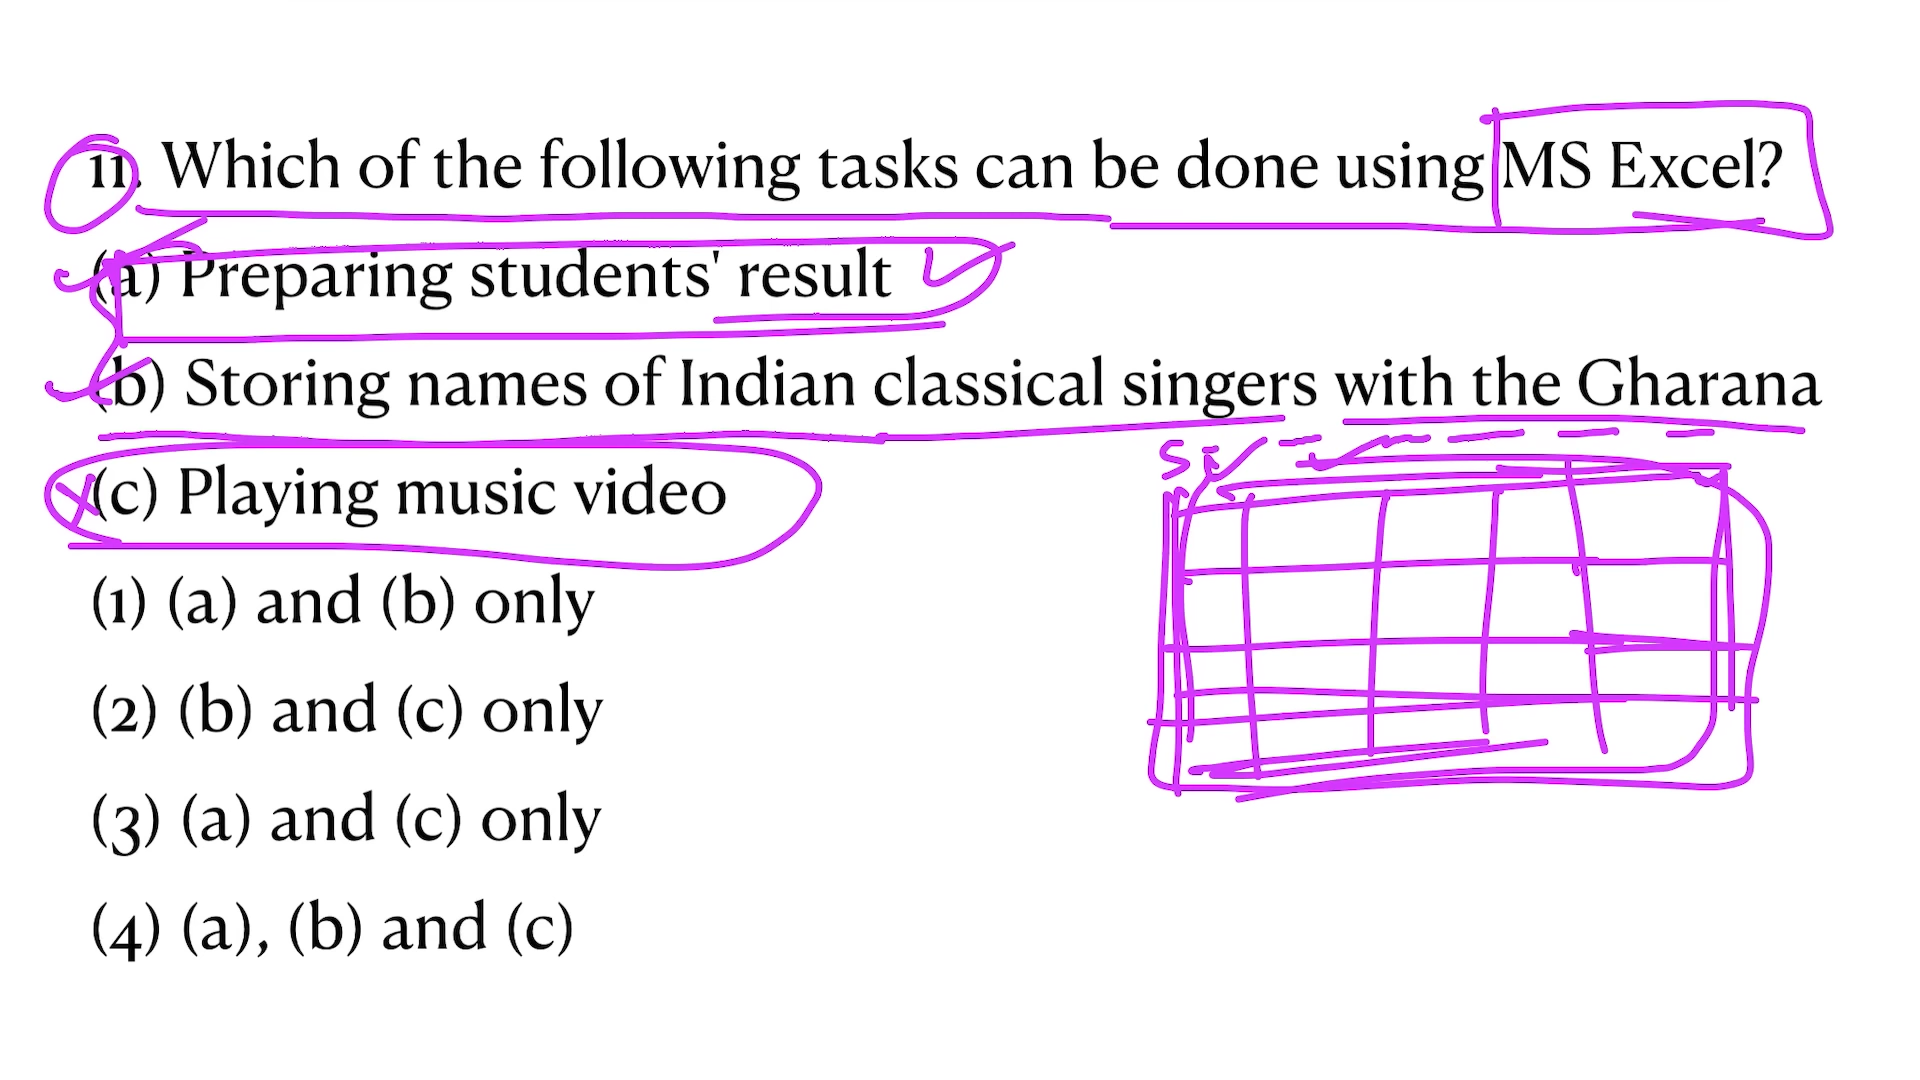 11. Which of the following tasks can be done using MS Excel?
(a) Preparing students' result
(b) Storing names of Indian classical singers with the Gharana
(c) Playing music video
(1) (a) and (b) only
(2) (b) and (c) only
(3) (a) and (c) only
(4) (a), (b) and (c)